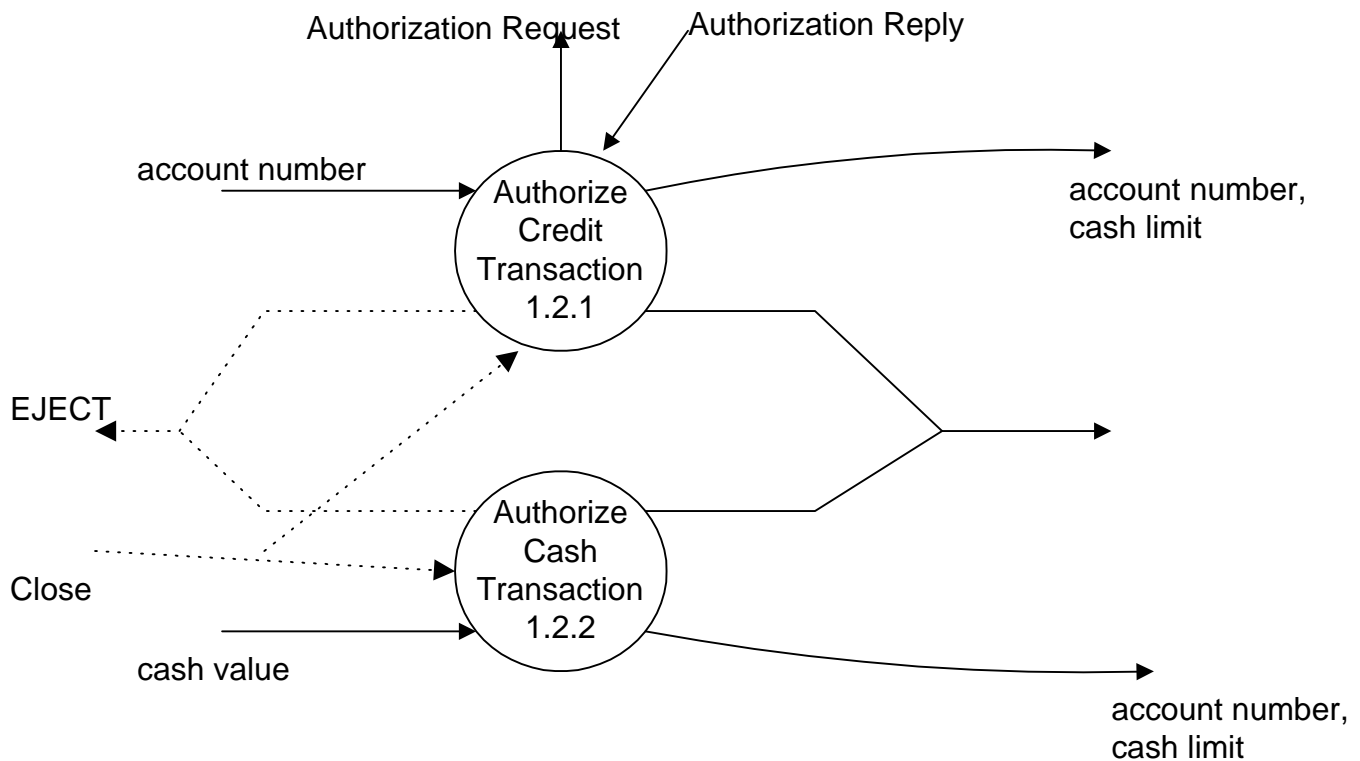 Authorization Request
Authorization Reply
account number
Authorize
Credit
Transaction
1.2.1
account number,
cash limit
EJECT
Authorize
Cash
Transaction
1.2.2
Close
cash value
account number,
cash limit